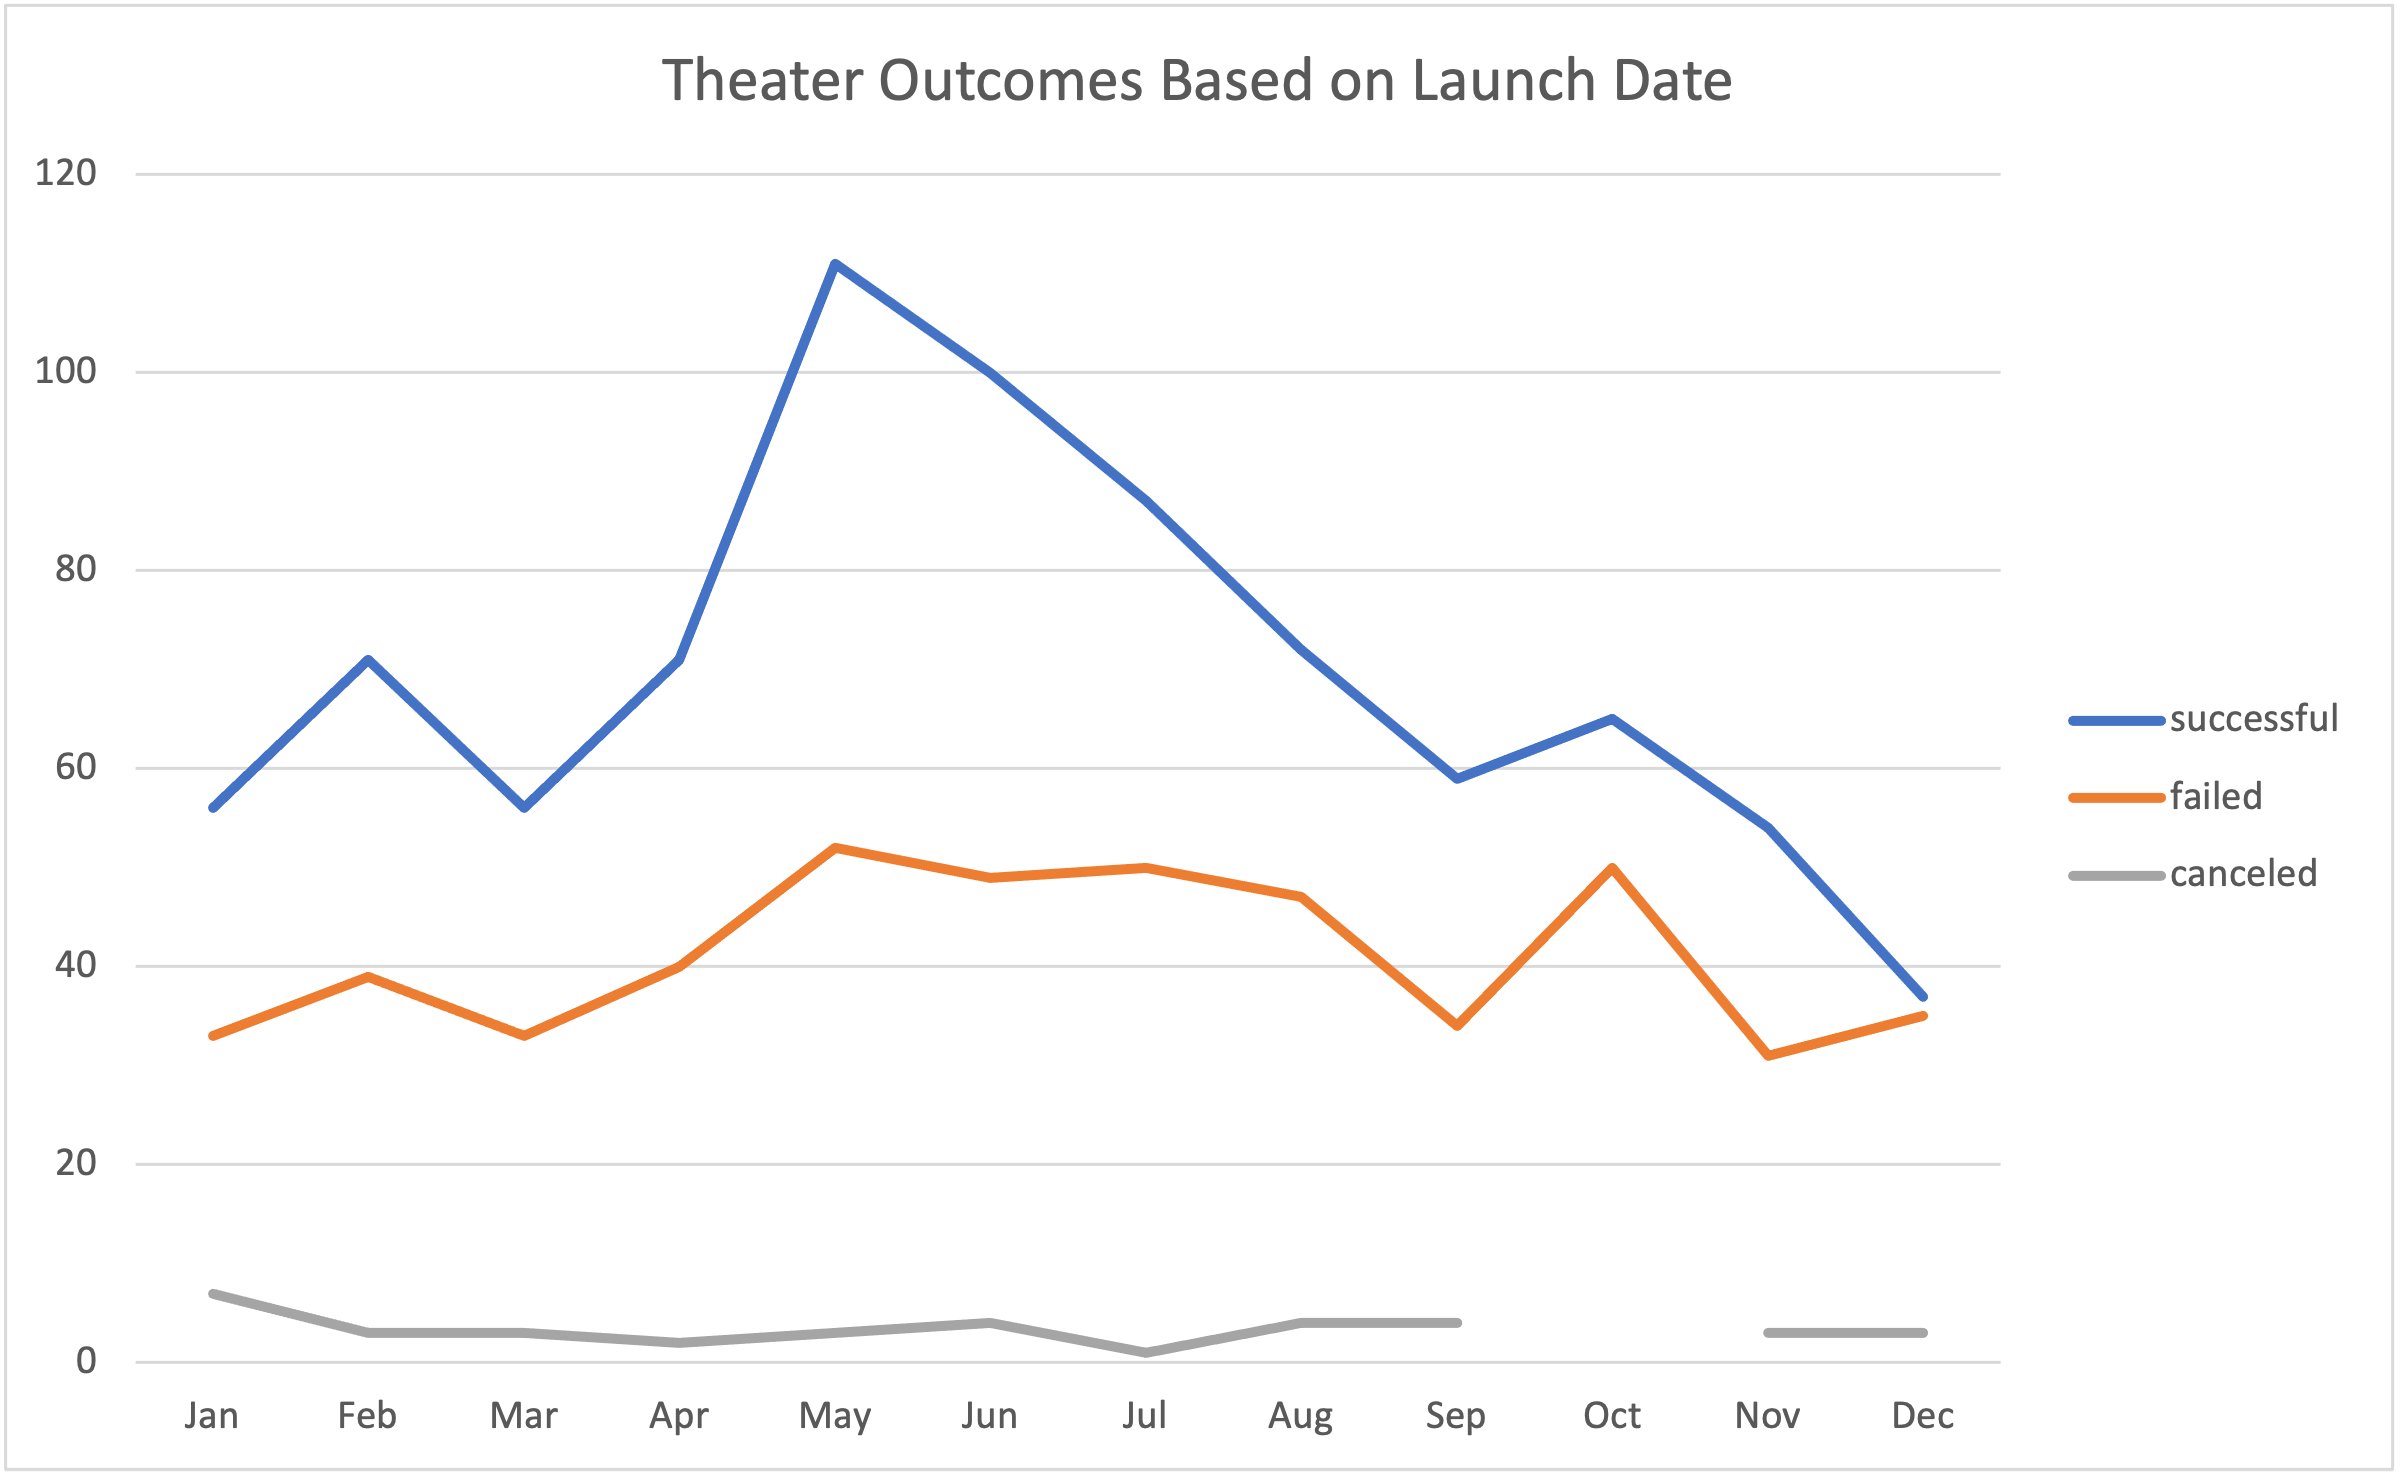 Theater Outcomes Based on Launch Date
120
100
80
60
40
20
0
Jan Feb Mar Apr May Jun Jul Aug Sep Oct Nov Dec
successful
failed
canceled